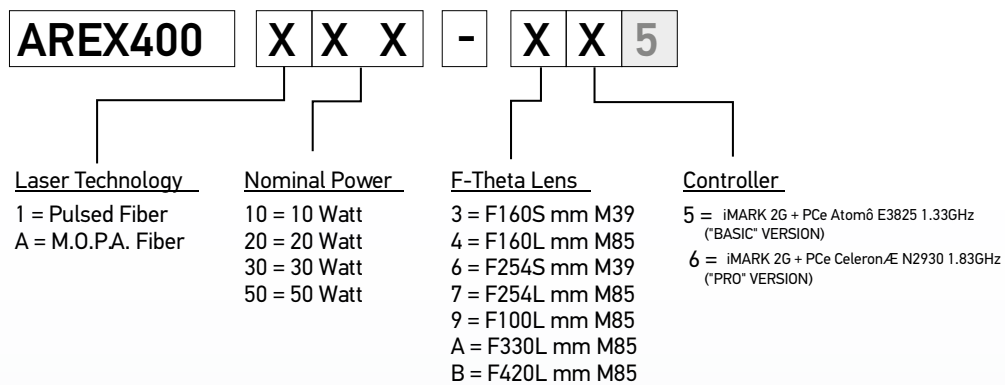 AREX400 X X X - X X 5
Laser Technology
1 = Pulsed Fiber
A = M.O.P.A. Fiber
Nominal Power
10 = 10 Watt
20 = 20 Watt
30 = 30 Watt
50 = 50 Watt
F-Theta Lens
3 = F160S mm M39
4 = F160L mm M85
6 = F254S mm M39
7 = F254L mm M85
9 = F100L mm M85
A = F330L mm M85
B = F420L mm M85
Controller
5 = iMARK 2G + PCe Atomô E3825 1.33GHz
("BASIC" VERSION)
6 = iMARK 2G + PCe CeleronÆ N2930 1.83GHz
("PRO" VERSION)